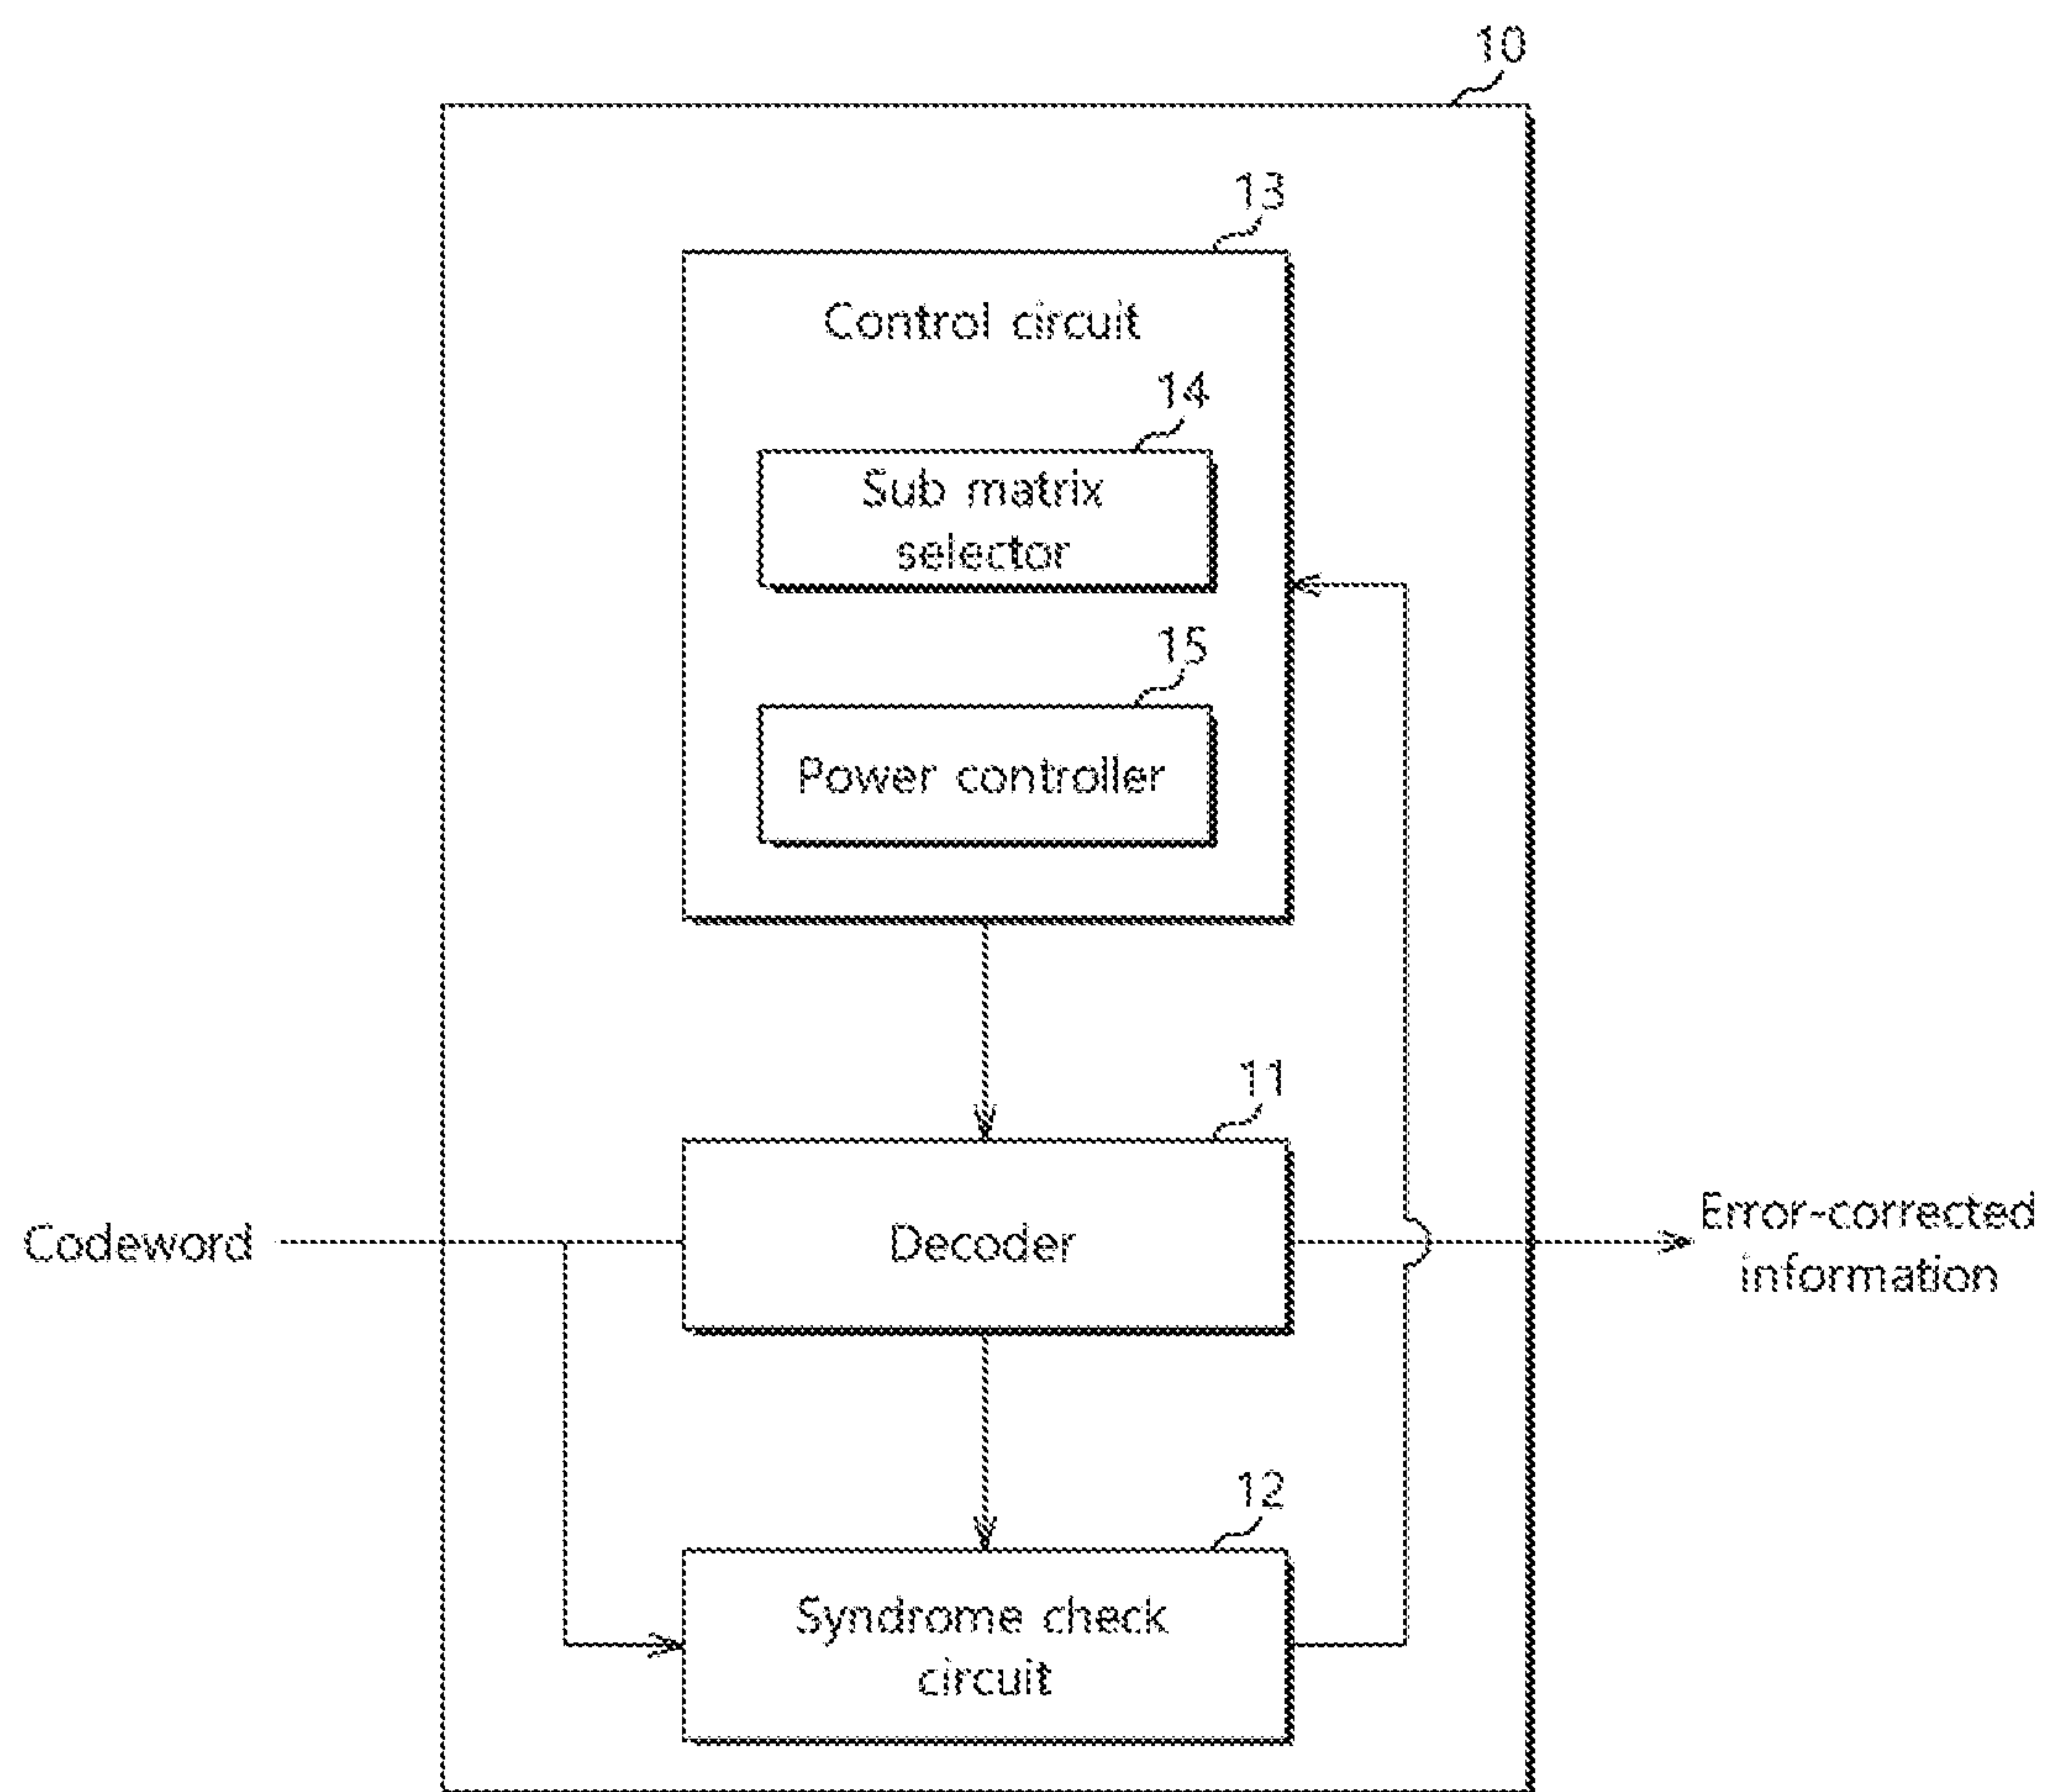 10
13
Control circuit
14
Sub matrix
selector
15
Power controller
11
Codeword
Decoder
Error-corrected
information
12
Syndrome check
circuit